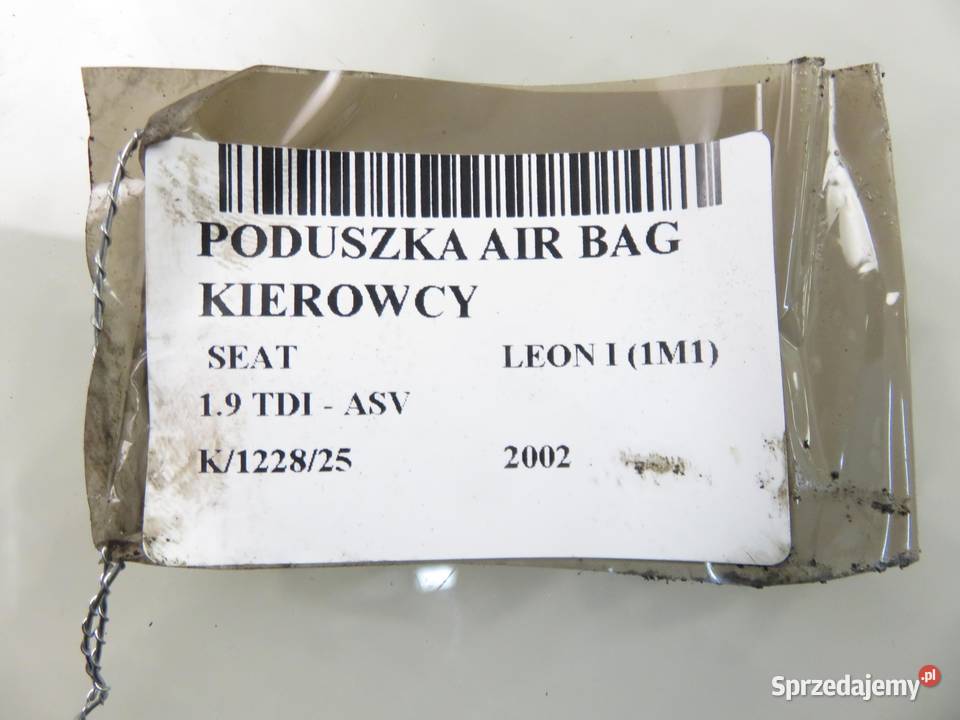 PODUSZKA AIR BAG
KIEROWCY
SEAT LEON I (1M1)
1.9 TDI - ASV
K/1228/25 2002
Sprzedajemy.pl